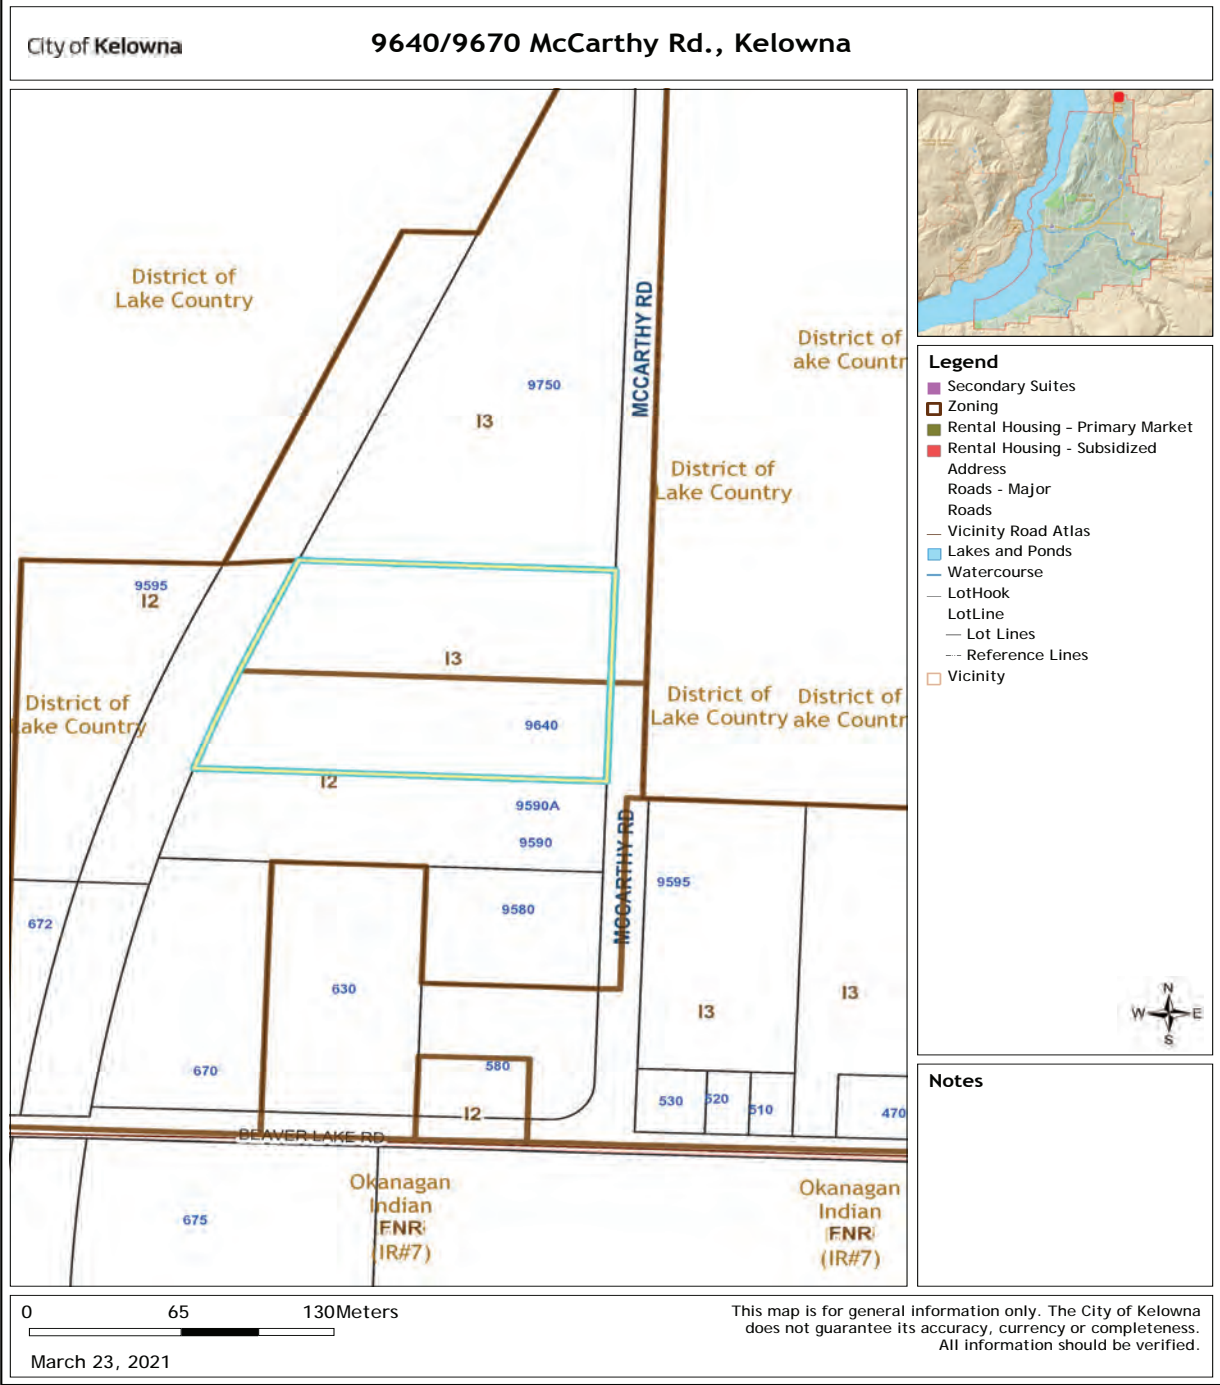 City of Kelowna
9640/9670 McCarthy Rd., Kelowna
District of
Lake Country
MCCARTHY RD
District of
ake Countr
9750
I3
District of
Lake Country
9595
I2
I3
District of
Lake Country
District of
Lake Country
District of
ake Countr
9640
I2
9590A
9590
MCCARTHY RD
9595
9580
672
630
I3
I3
670
580
530
520
510
470
I2
BEAVER LAKE RD
Okanagan
Indian
FNR
(IR#7)
Okanagan
Indian
FNR
(IR#7)
675
Legend
Secondary Suites
Zoning
Rental Housing - Primary Market
Rental Housing - Subsidized
Address
Roads - Major
Roads
Vicinity Road Atlas
Lakes and Ponds
Watercourse
LotHook
LotLine
Lot Lines
Reference Lines
Vicinity
N
W E
S
Notes
0 65 130Meters
March 23, 2021
This map is for general information only. The City of Kelowna
does not guarantee its accuracy, currency or completeness.
All information should be verified.